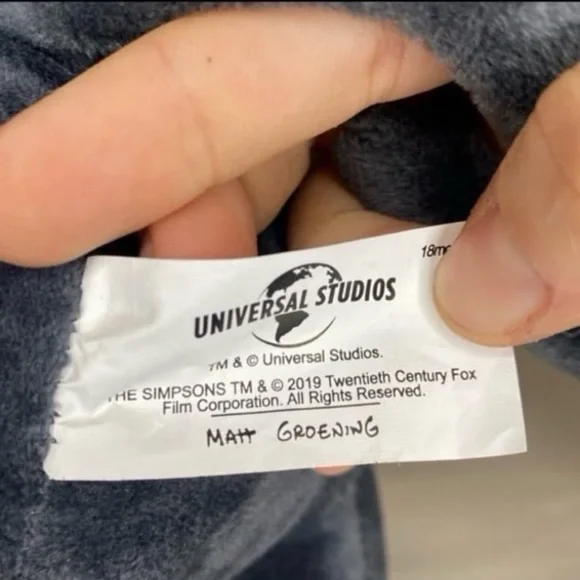 18m
UNIVERSAL STUDIOS
TM & © Universal Studios.
HE SIMPSONS TM & © 2019 Twentieth Century Fox
Film Corporation. All Rights Reserved.
MATT GROENING